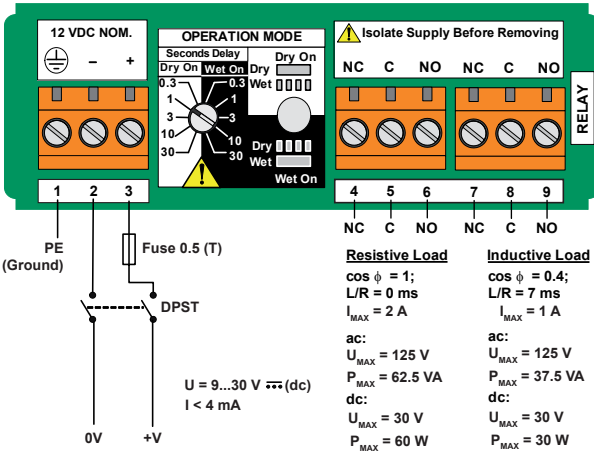 12 VDC NOM.
– +
OPERATION MODE
Seconds Delay
Dry On Wet On
0.3 0.3
1 1
3 3
10 10
30 30
Dry On
Dry
Wet
Dry
Wet
Wet On
Isolate Supply Before Removing
NC C NO NC C NO
RELAY
1 2 3
4 5 6 7 8 9
NC C NO NC C NO
PE
(Ground)
Fuse 0.5 (T)
DPST
U = 9...30 V (dc)
I < 4 mA
0V +V
Resistive Load
cos ϕ = 1;
L/R = 0 ms
IMAX = 2 A
ac:
UMAX = 125 V
PMAX = 62.5 VA
dc:
UMAX = 30 V
PMAX = 60 W
Inductive Load
cos ϕ = 0.4;
L/R = 7 ms
IMAX = 1 A
ac:
UMAX = 125 V
PMAX = 37.5 VA
dc:
UMAX = 30 V
PMAX = 30 W